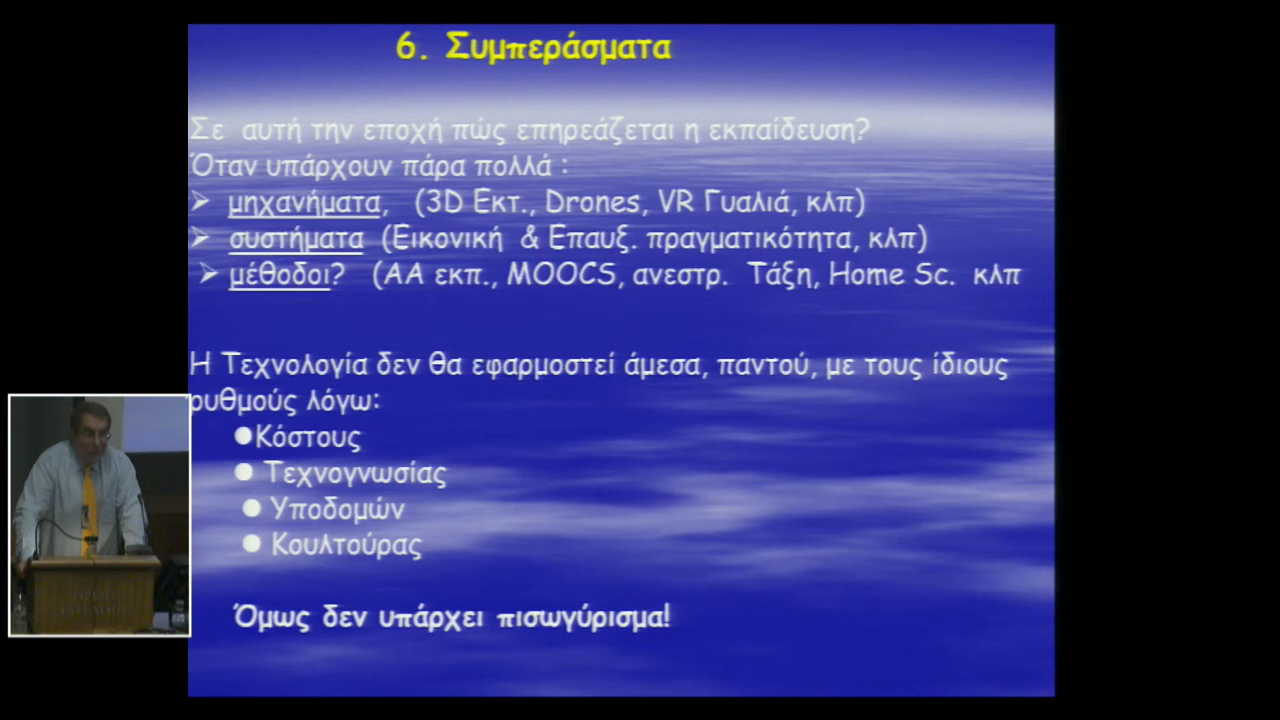 6. Συμπεράσματα
Σε αυτή την εποχή πώς επηρεάζεται η εκπαίδευση?
Όταν υπάρχουν πάρα πολλά :
➢ μηχανήματα, (3D Εκτ., Drones, VR Γυαλιά, κλπ)
➢ συστήματα (Εικονική & Επαυξ. πραγματικότητα, κλπ)
➢ μέθοδοι? (ΑΑ εκπ., MOOCS, ανεστρ. Τάξη, Home Sc. κλπ
Η Τεχνολογία δεν θα εφαρμοστεί άμεσα, παντού, με τους ίδιους
ρυθμούς λόγω:
●Κόστους
● Τεχνογνωσίας
● Υποδομών
● Κουλτούρας
Όμως δεν υπάρχει πισωγύρισμα!